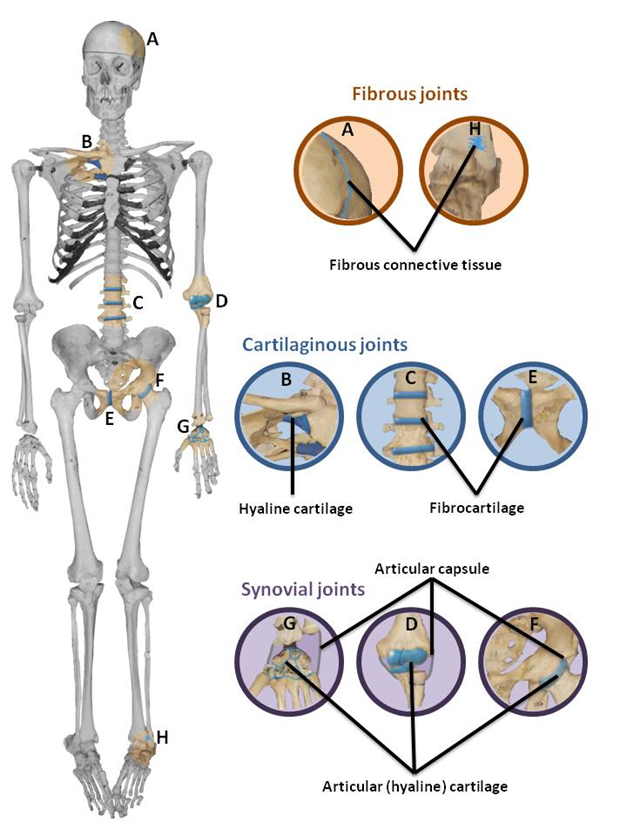 A
B
C
D
E
F
G
H
Fibrous joints
A
H
Fibrous connective tissue
Cartilaginous joints
B
C
E
Hyaline cartilage
Fibrocartilage
Articular capsule
Synovial joints
G
D
F
Articular (hyaline) cartilage